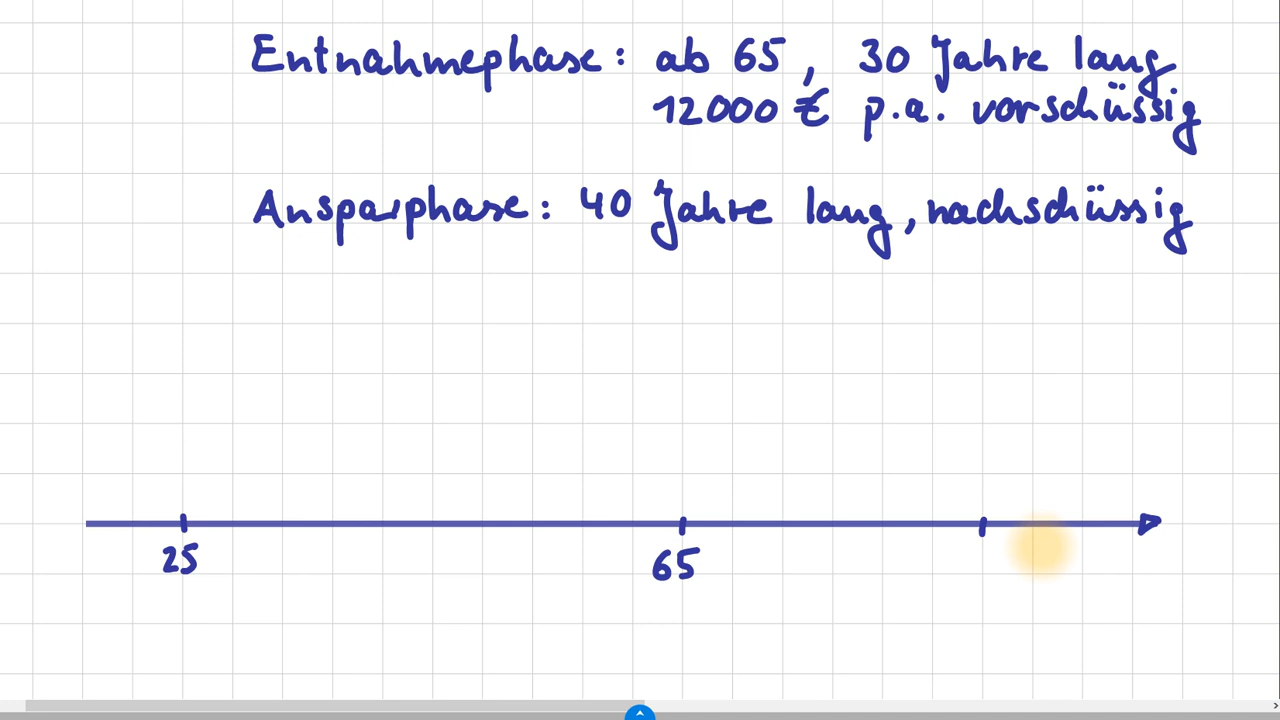 Entnahmephase: ab 65, 30 Jahre lang
12000 € p.a. vorschüssig
Ansparphase: 40 Jahre lang, nachschüssig
25 65